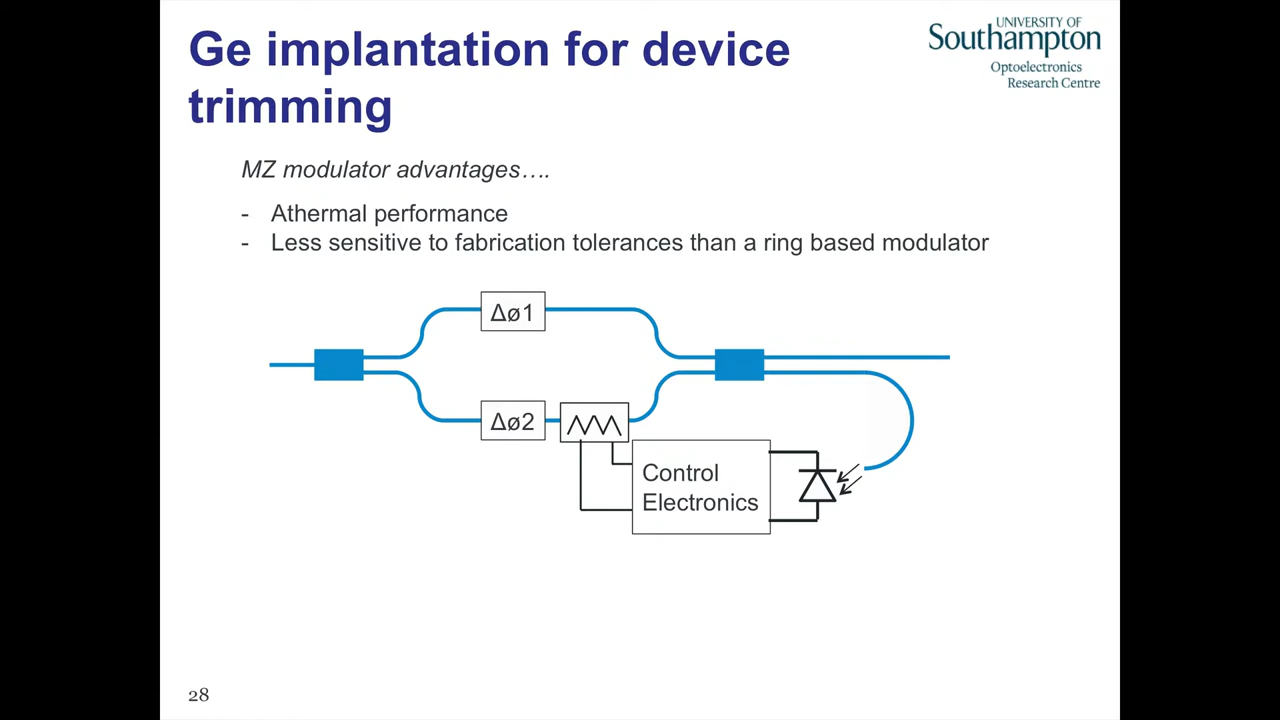 Ge implantation for device
trimming
UNIVERSITY OF
Southampton
Optoelectronics
Research Centre
MZ modulator advantages….
- Athermal performance
- Less sensitive to fabrication tolerances than a ring based modulator
Δø1
Δø2
Control
Electronics
28